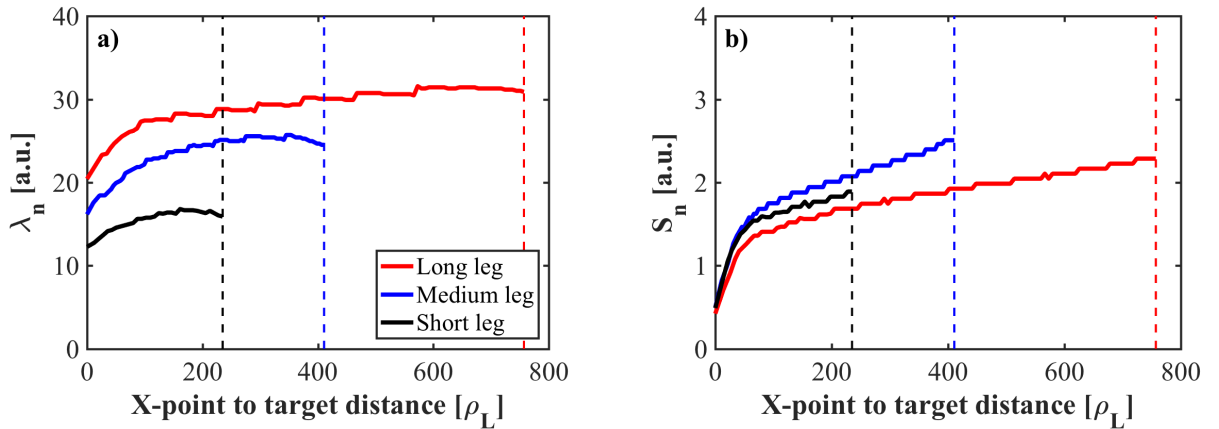 a)
λn [a.u.]
40
30
20
10
0
0 200 400 600 800
X-point to target distance [ρL]
Long leg
Medium leg
Short leg
b)
Sn [a.u.]
4
3
2
1
0
0 200 400 600 800
X-point to target distance [ρL]